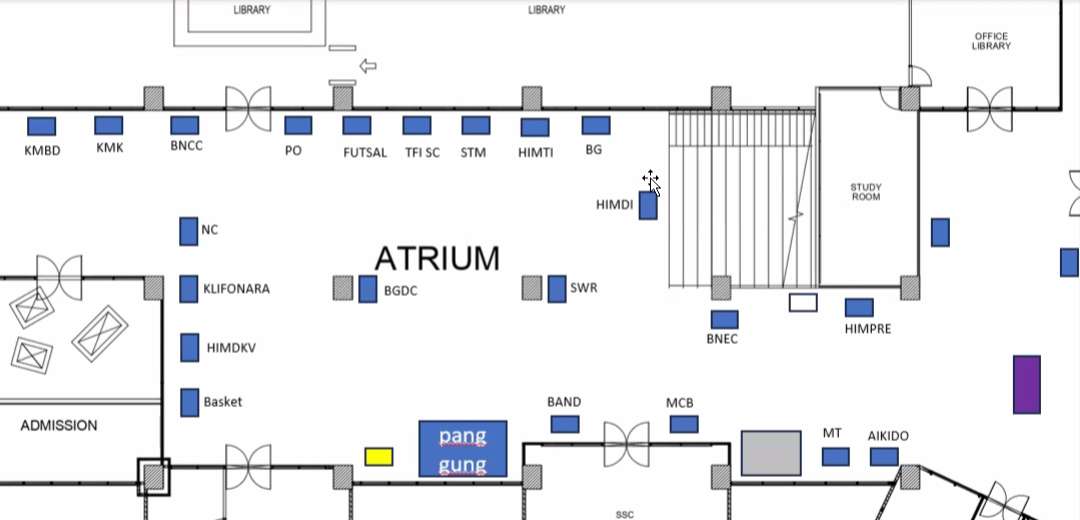 LIBRARY
LIBRARY
OFFICE
LIBRARY
KMBD
KMK
BNCC
PO
FUTSAL
TFI SC
STM
HIMTI
BG
STUDY
ROOM
HIMDI
NC
ATRIUM
KLIFONARA
BGDC
SWR
HIMPRE
BNEC
HIMDKV
Basket
BAND
MCB
ADMISSION
pang
gung
MT
AIKIDO
SSC